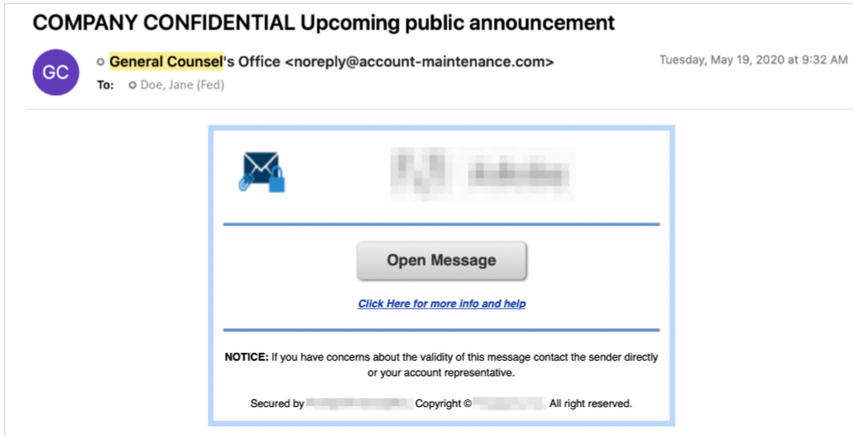 COMPANY CONFIDENTIAL Upcoming public announcement
GC
General Counsel's Office <noreply@account-maintenance.com>
Tuesday, May 19, 2020 at 9:32 AM
To: Doe, Jane (Fed)
Open Message
Click Here for more info and help
NOTICE: If you have concerns about the validity of this message contact the sender directly
or your account representative.
Secured by Copyright © All right reserved.